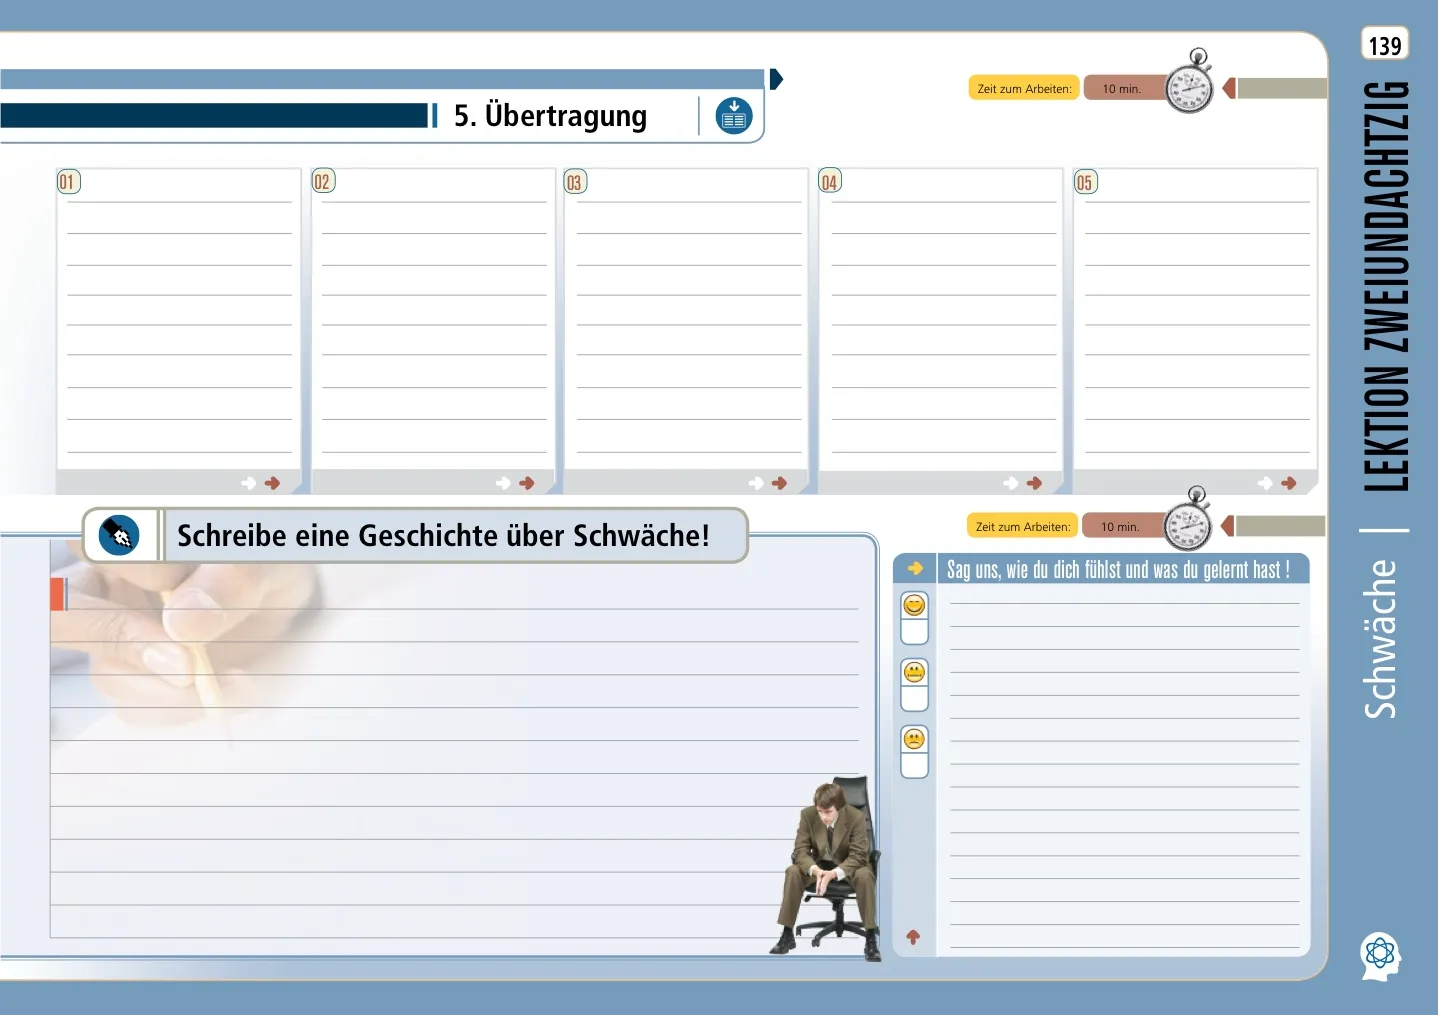 139
Zeit zum Arbeiten: 10 min.
5. Übertragung
01 02 03 04 05
Schreibe eine Geschichte über Schwäche!
Zeit zum Arbeiten: 10 min.
Sag uns, wie du dich fühlst und was du gelernt hast !
LEKTION ZWEIUNDACHTZIG
Schwäche